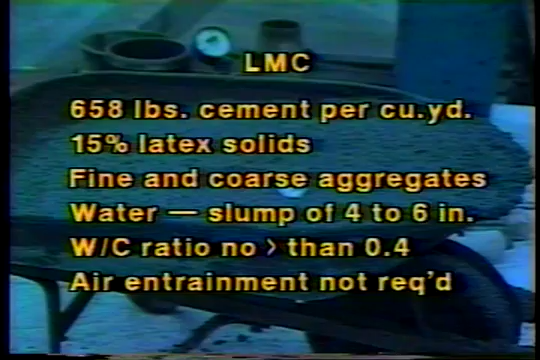 LMC
658 lbs. cement per cu.yd.
15% latex solids
Fine and coarse aggregates
Water — slump of 4 to 6 in.
W/C ratio no > than 0.4
Air entrainment not req'd